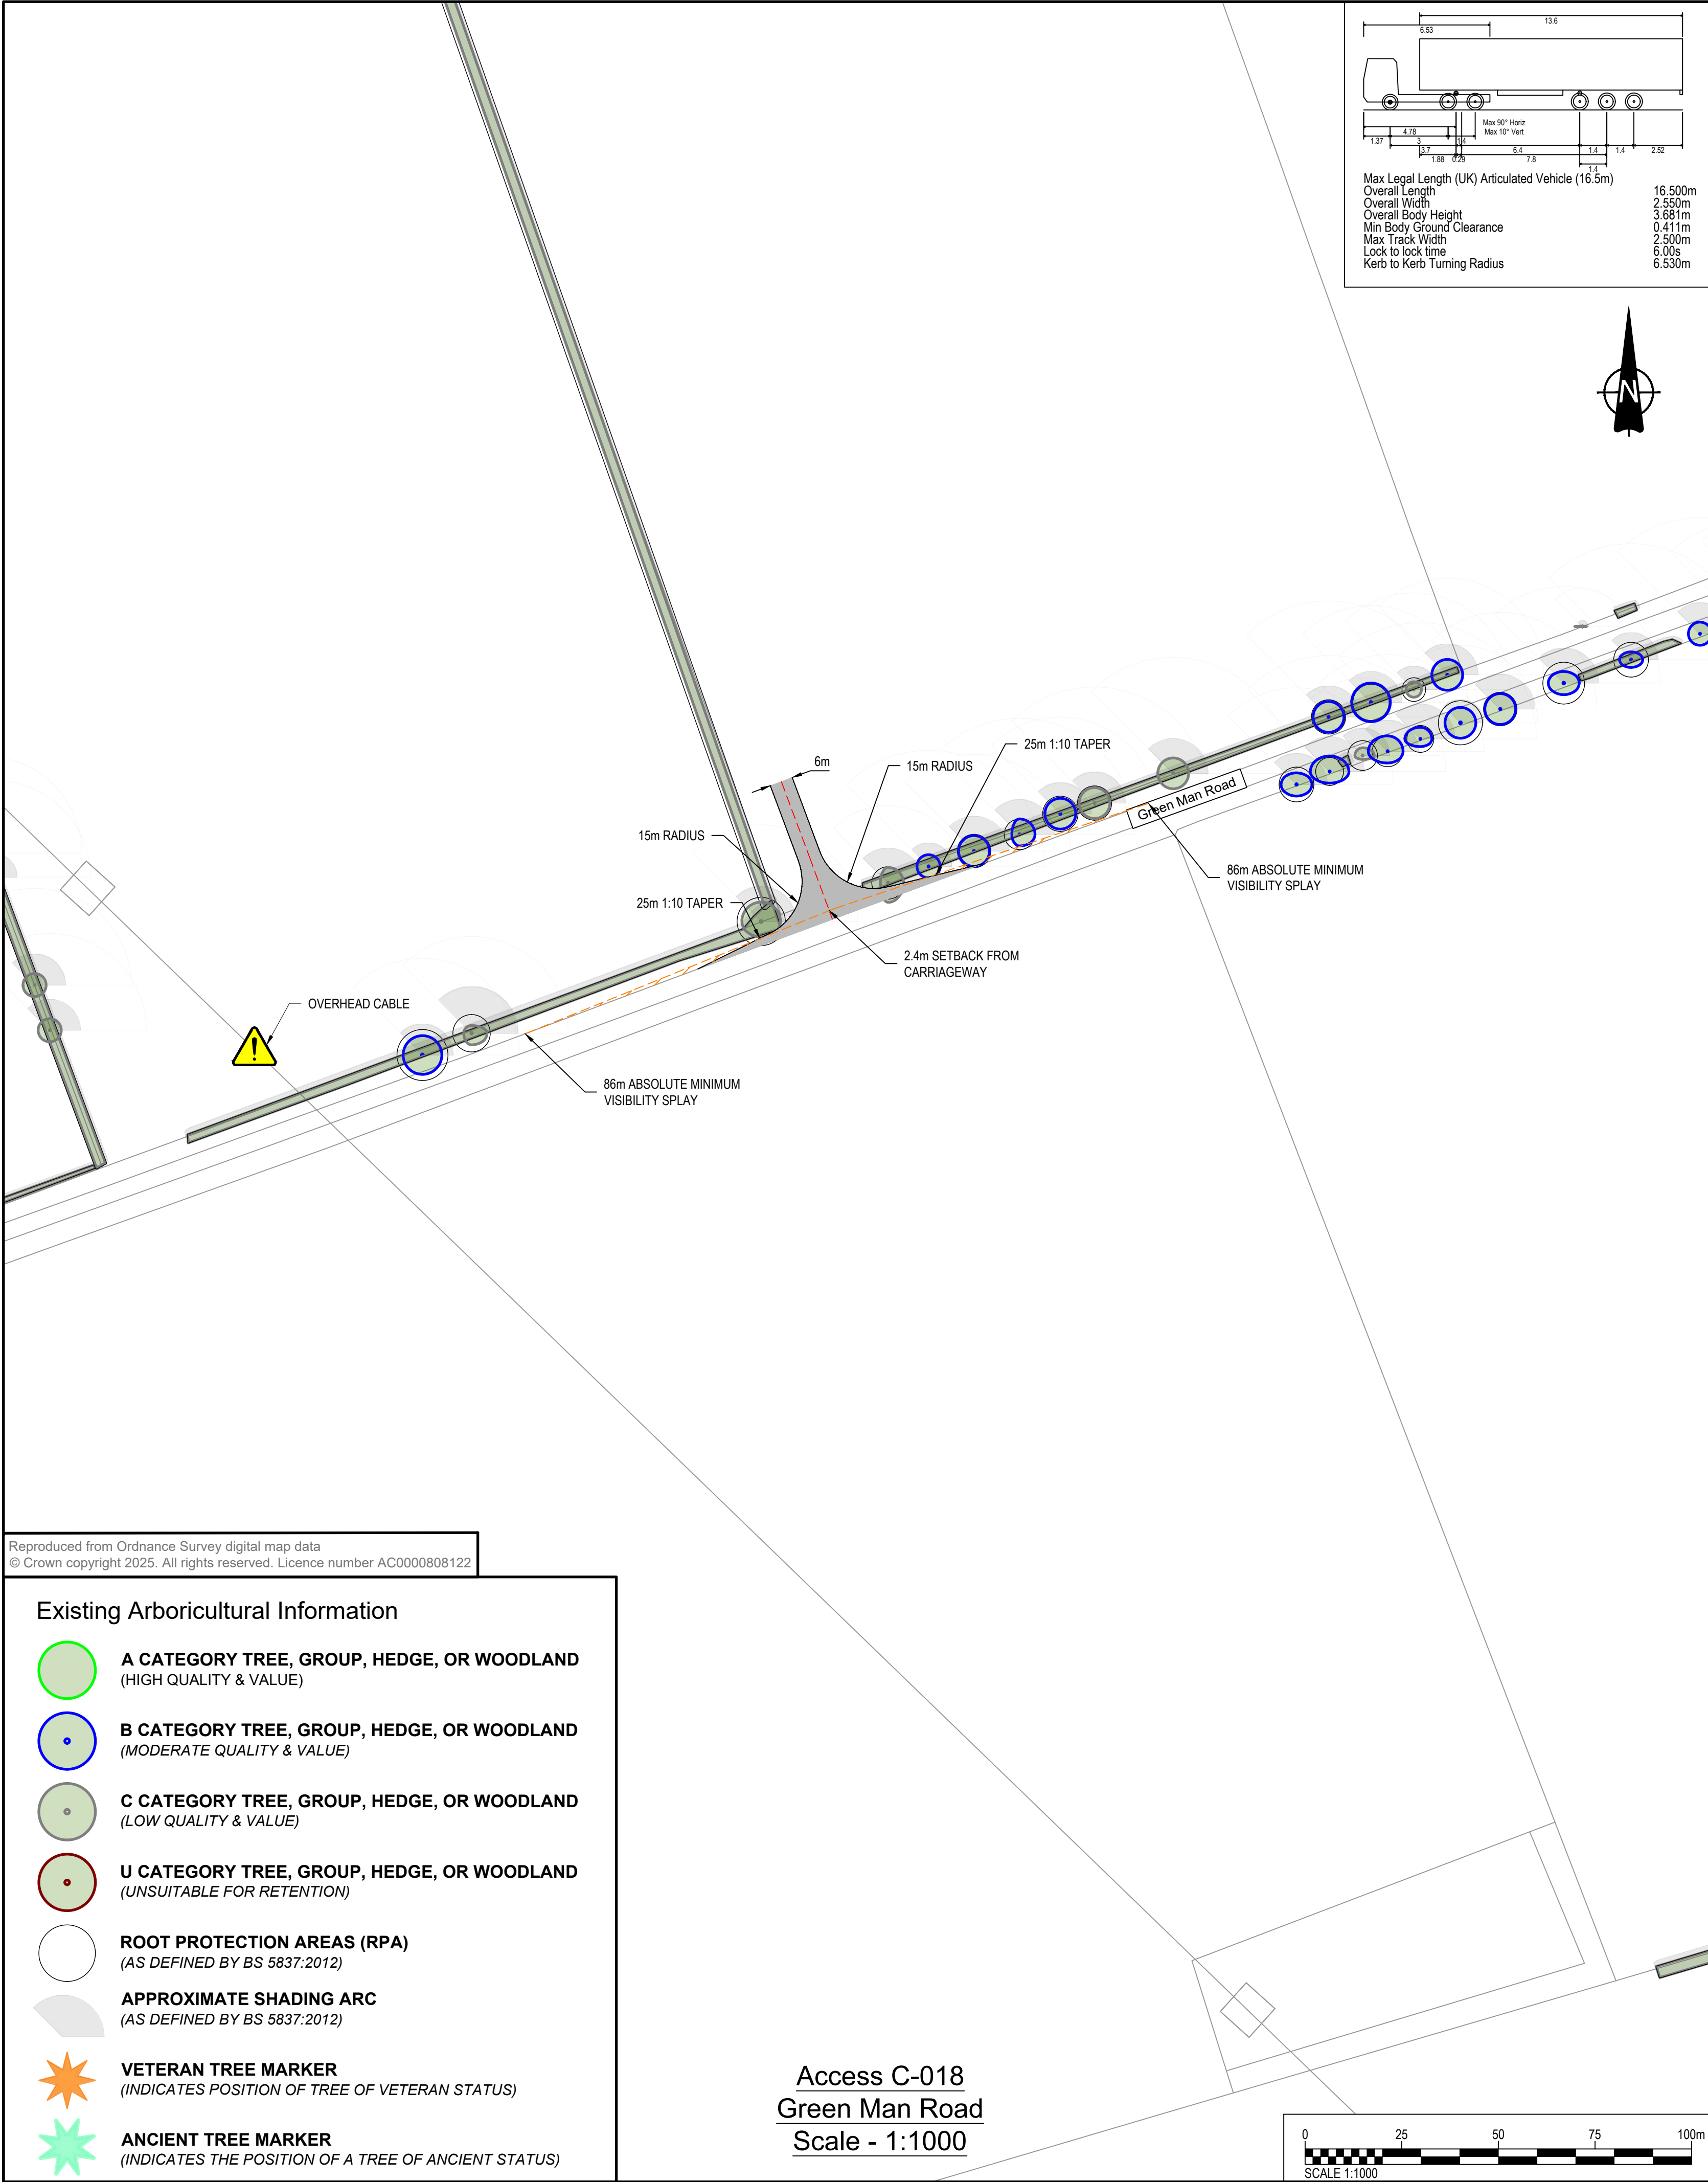 13.6
6.53
Max 90° Horiz
Max 10° Vert
4.78
1.37
3
1.4
3.7
6.4
1.4
1.4
2.52
1.88
0.29
7.8
1.4
Max Legal Length (UK) Articulated Vehicle (16.5m)
Overall Length 16.500m
Overall Width 2.550m
Overall Body Height 3.681m
Min Body Ground Clearance 0.411m
Max Track Width 2.500m
Lock to lock time 6.00s
Kerb to Kerb Turning Radius 6.530m
N
25m 1:10 TAPER
6m
15m RADIUS
Green Man Road
15m RADIUS
86m ABSOLUTE MINIMUM
VISIBILITY SPLAY
25m 1:10 TAPER
2.4m SETBACK FROM
CARRIAGEWAY
OVERHEAD CABLE
86m ABSOLUTE MINIMUM
VISIBILITY SPLAY
Reproduced from Ordnance Survey digital map data
© Crown copyright 2025. All rights reserved. Licence number AC0000808122
Existing Arboricultural Information
A CATEGORY TREE, GROUP, HEDGE, OR WOODLAND
(HIGH QUALITY & VALUE)
B CATEGORY TREE, GROUP, HEDGE, OR WOODLAND
(MODERATE QUALITY & VALUE)
C CATEGORY TREE, GROUP, HEDGE, OR WOODLAND
(LOW QUALITY & VALUE)
U CATEGORY TREE, GROUP, HEDGE, OR WOODLAND
(UNSUITABLE FOR RETENTION)
ROOT PROTECTION AREAS (RPA)
(AS DEFINED BY BS 5837:2012)
APPROXIMATE SHADING ARC
(AS DEFINED BY BS 5837:2012)
VETERAN TREE MARKER
(INDICATES POSITION OF TREE OF VETERAN STATUS)
ANCIENT TREE MARKER
(INDICATES THE POSITION OF A TREE OF ANCIENT STATUS)
Access C-018
Green Man Road
Scale - 1:1000
0 25 50 75 100m
SCALE 1:1000